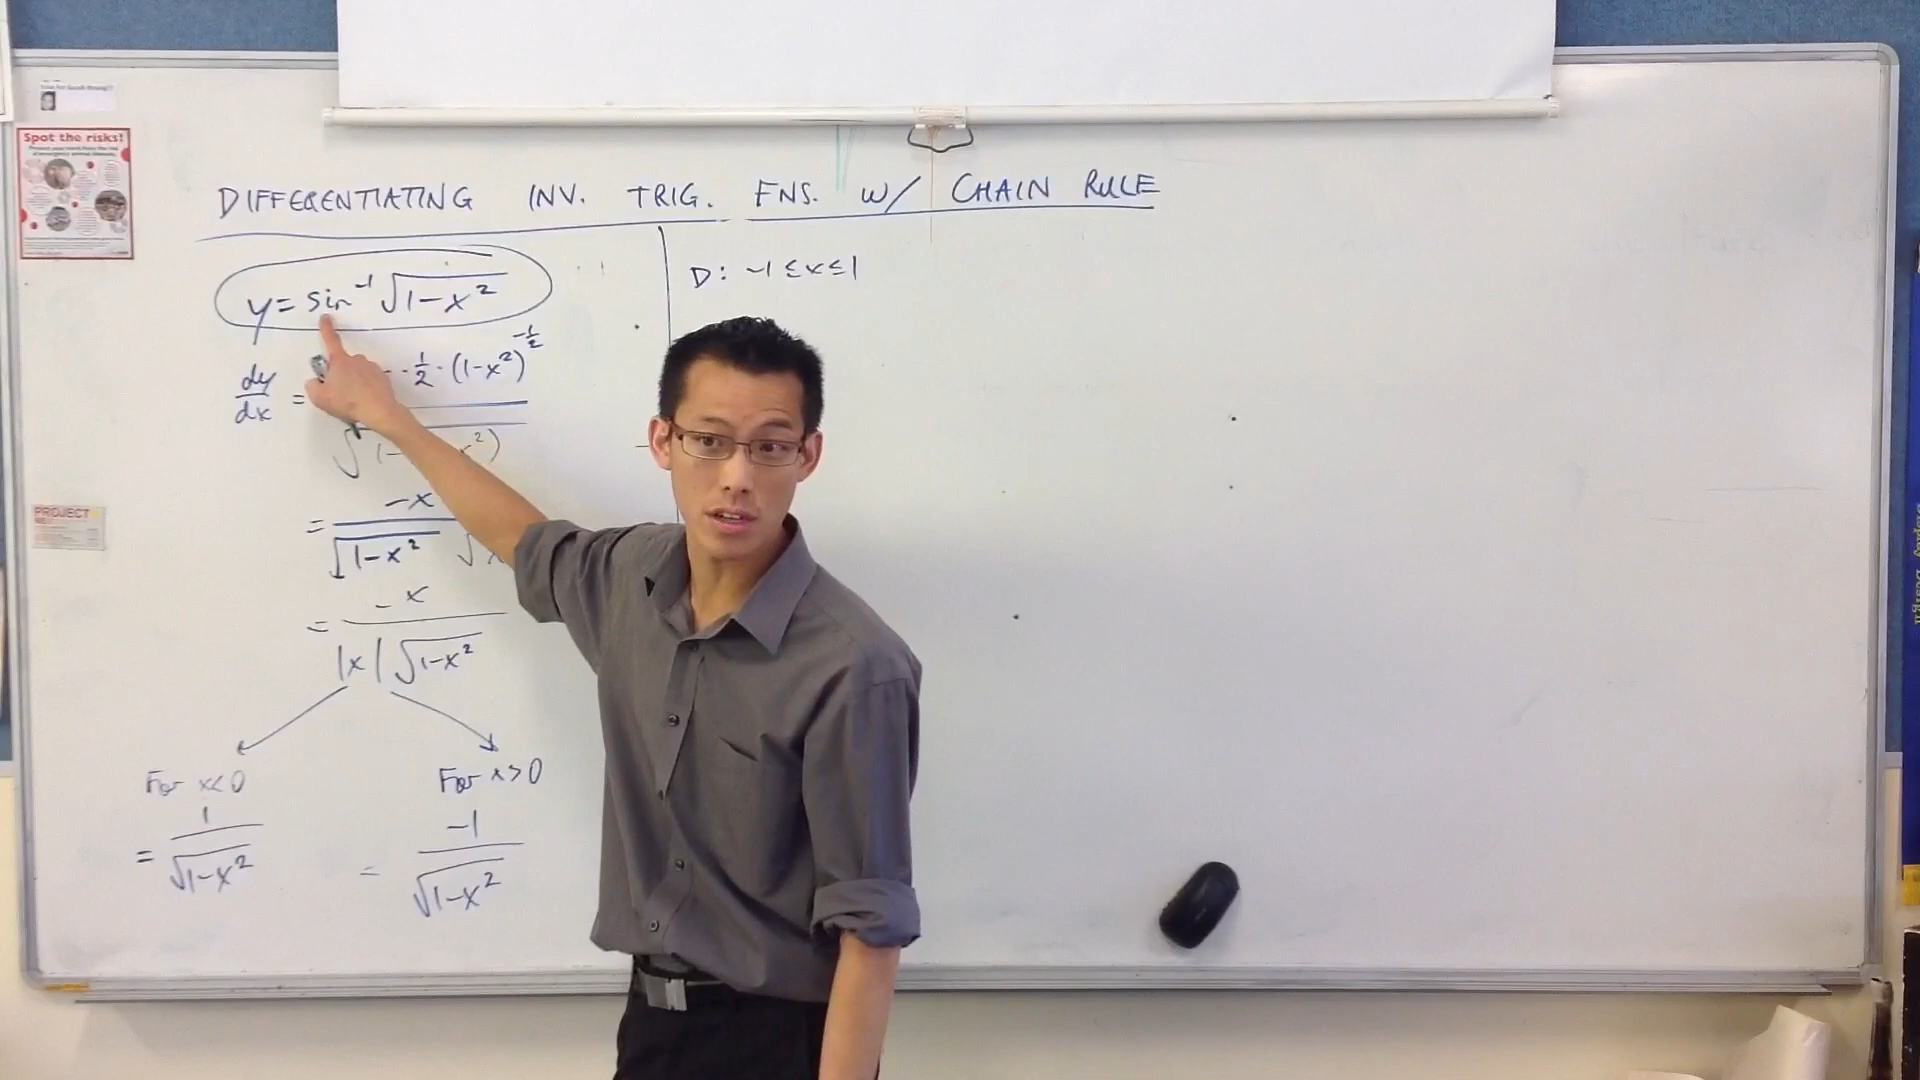 Spot the risks!
PROJECT
DIFFERENTIATING INV. TRIG. FNS. W/ CHAIN RULE
y = sin⁻¹ √(1-x²)
dy/dx = · ½ · (1-x²)^(-½)
√ (1- x²)
= -x / √(1-x²) √
= -x / |x| √(1-x²)
For x<0
= 1 / √(1-x²)
For x>0
= -1 / √(1-x²)
D: -1 ≤ x ≤ 1